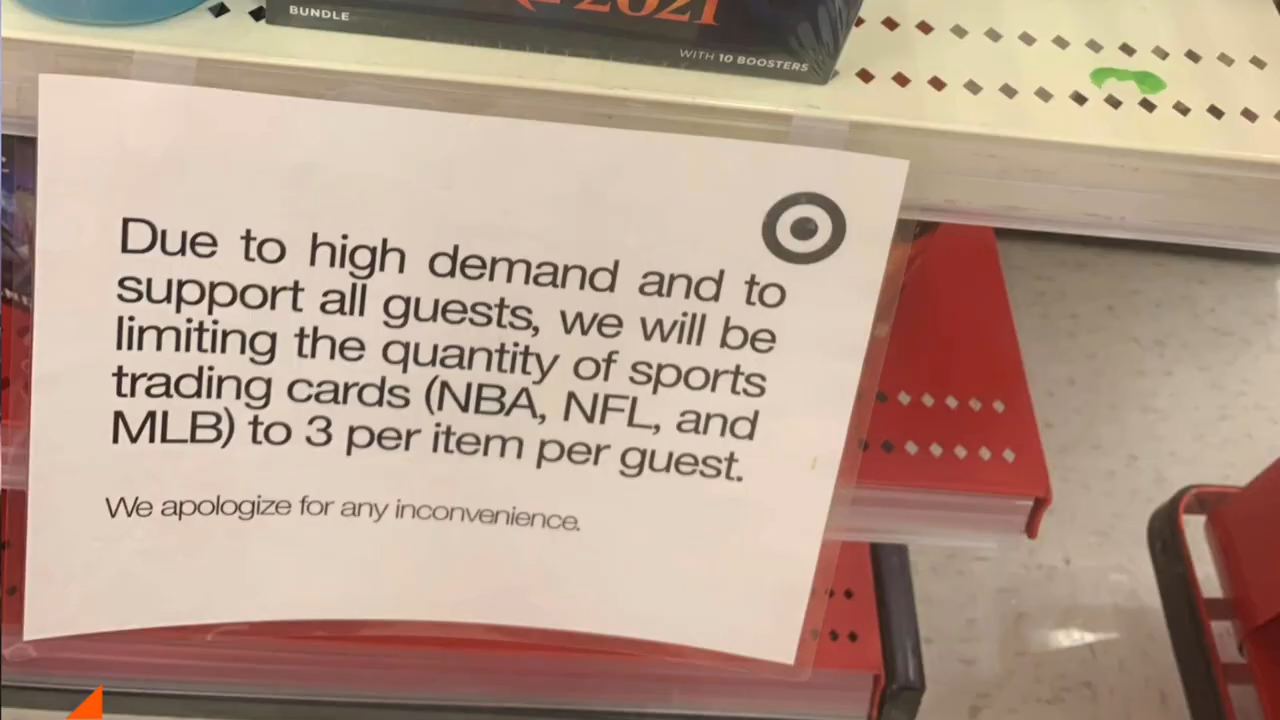 2021
BUNDLE
WITH 10 BOOSTERS
Due to high demand and to
support all guests, we will be
limiting the quantity of sports
trading cards (NBA, NFL, and
MLB) to 3 per item per guest.
We apologize for any inconvenience.